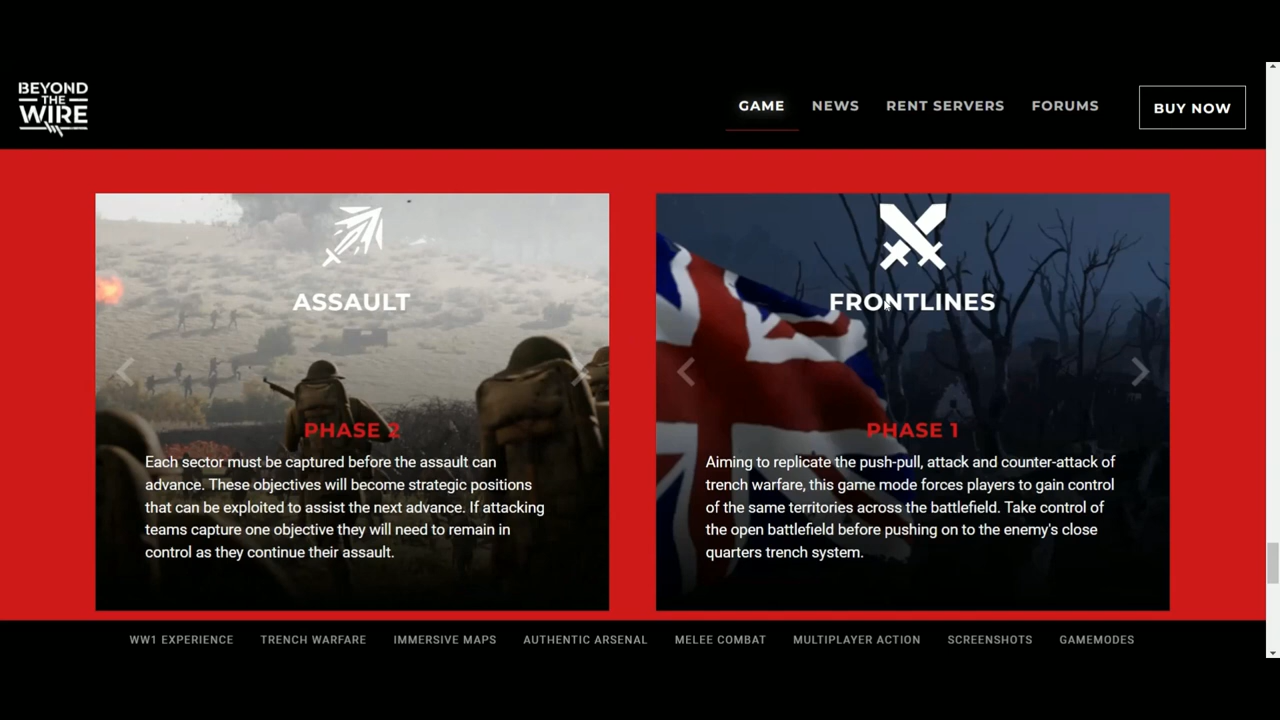 BEYOND
THE
WIRE
GAME NEWS RENT SERVERS FORUMS BUY NOW
ASSAULT
PHASE 2
Each sector must be captured before the assault can
advance. These objectives will become strategic positions
that can be exploited to assist the next advance. If attacking
teams capture one objective they will need to remain in
control as they continue their assault.
FRONTLINES
PHASE 1
Aiming to replicate the push-pull, attack and counter-attack of
trench warfare, this game mode forces players to gain control
of the same territories across the battlefield. Take control of
the open battlefield before pushing on to the enemy's close
quarters trench system.
WW1 EXPERIENCE TRENCH WARFARE IMMERSIVE MAPS AUTHENTIC ARSENAL MELEE COMBAT MULTIPLAYER ACTION SCREENSHOTS GAMEMODES